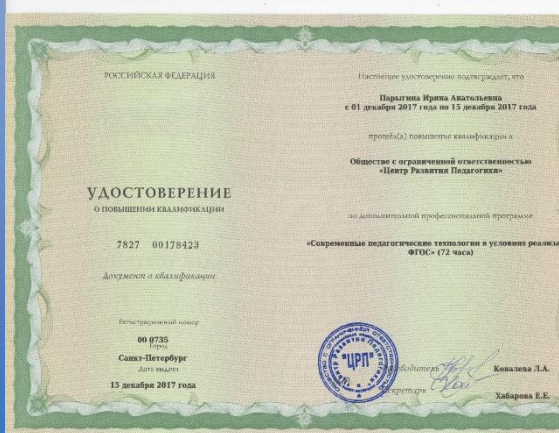 РОССИЙСКАЯ ФЕДЕРАЦИЯ
УДОСТОВЕРЕНИЕ
О ПОВЫШЕНИИ КВАЛИФИКАЦИИ
7827 00178423
Документ о квалификации
Регистрационный номер
00 0735
Город
Санкт-Петербург
Дата выдачи
15 декабря 2017 года
Настоящее удостоверение подтверждает, что
Парыгина Ирина Анатольевна
с 01 декабря 2017 года по 15 декабря 2017 года
прошёл(а) повышение квалификации в
Обществе с ограниченной ответственностью
«Центр Развития Педагогики»
по дополнительной профессиональной программе
«Современные педагогические технологии в условиях реализа
ФГОС» (72 часа)
"ЦРП"
Руководитель
Ковалева Л.А.
Секретарь
Хабарова Е.Е.